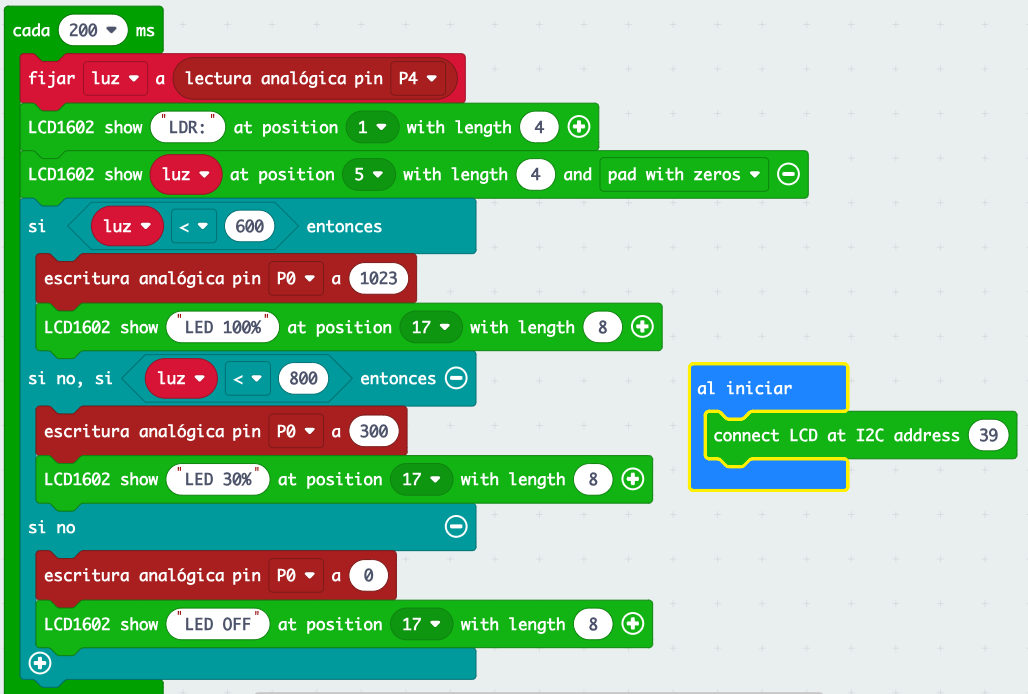 cada 200 ms
fijar luz a lectura analógica pin P4
LCD1602 show "LDR:" at position 1 with length 4
LCD1602 show luz at position 5 with length 4 and pad with zeros
si luz < 600 entonces
escritura analógica pin P0 a 1023
LCD1602 show "LED 100%" at position 17 with length 8
si no, si luz < 800 entonces
escritura analógica pin P0 a 300
LCD1602 show "LED 30%" at position 17 with length 8
si no
escritura analógica pin P0 a 0
LCD1602 show "LED OFF" at position 17 with length 8
al iniciar
connect LCD at I2C address 39